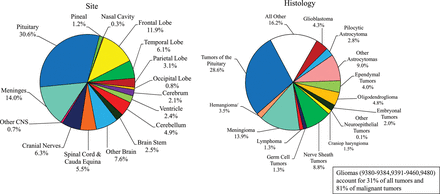 Site
Nasal Cavity
0.3%
Pineal
1.2%
Frontal Lobe
11.9%
Pituitary
30.6%
Temporal Lobe
6.1%
Parietal Lobe
3.1%
Occipital Lobe
0.8%
Cerebrum
2.1%
Ventricle
2.4%
Cerebellum
4.9%
Brain Stem
2.5%
Other Brain
7.6%
Spinal Cord &
Cauda Equina
5.5%
Cranial Nerves
6.3%
Other CNS
0.7%
Meninges
14.0%
Histology
All Other
16.2%
Glioblastoma
4.3%
Pilocytic
Astrocytoma
2.8%
Other
Astrocytomas
9.0%
Ependymal Tumors
4.0%
Oligodendroglioma
4.8%
Embryonal
Tumors
2.0%
Other
Neuroepithelial
Tumors
0.1%
Craniopharyngioma
1.5%
Nerve Sheath
Tumors
8.8%
Germ Cell
Tumors
1.3%
Lymphoma
1.3%
Meningioma
13.9%
Hemangioma/
3.5%
Tumors of the
Pituitary
28.6%
Gliomas (9380-9384,9391-9460,9480)
account for 31% of all tumors and
81% of malignant tumors